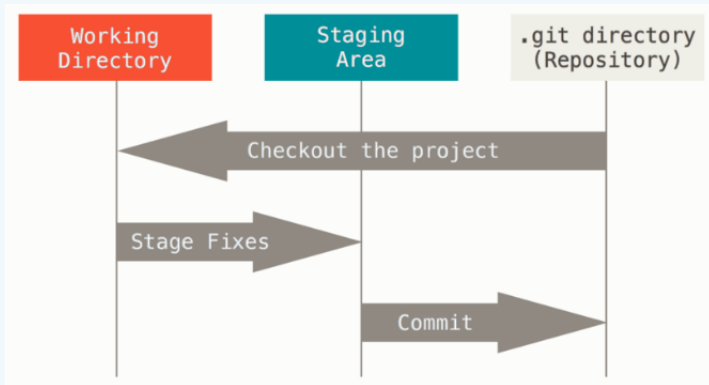 Working
Directory
Staging
Area
.git directory
(Repository)
Checkout the project
Stage Fixes
Commit